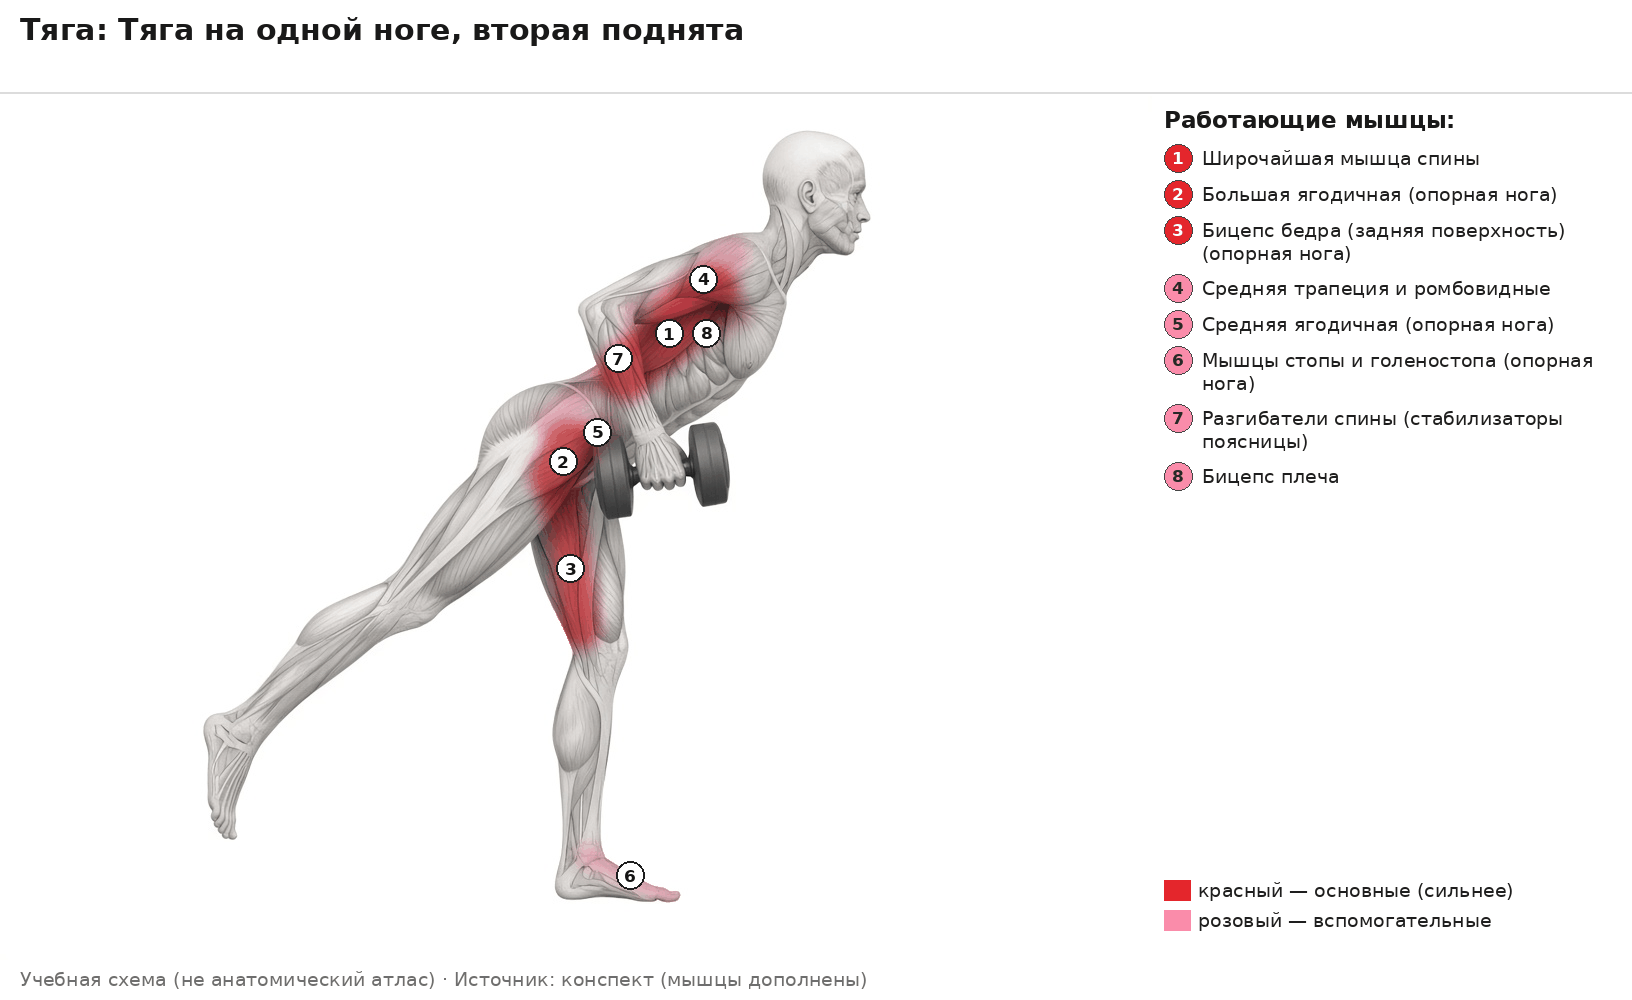 Тяга: Тяга на одной ноге, вторая поднята
Работающие мышцы:
1 Широчайшая мышца спины
2 Большая ягодичная (опорная нога)
3 Бицепс бедра (задняя поверхность)
(опорная нога)
4 Средняя трапеция и ромбовидные
5 Средняя ягодичная (опорная нога)
6 Мышцы стопы и голеностопа (опорная
нога)
7 Разгибатели спины (стабилизаторы
поясницы)
8 Бицепс плеча
4
1 8
7
5
2
3
6
красный — основные (сильнее)
розовый — вспомогательные
Учебная схема (не анатомический атлас) · Источник: конспект (мышцы дополнены)